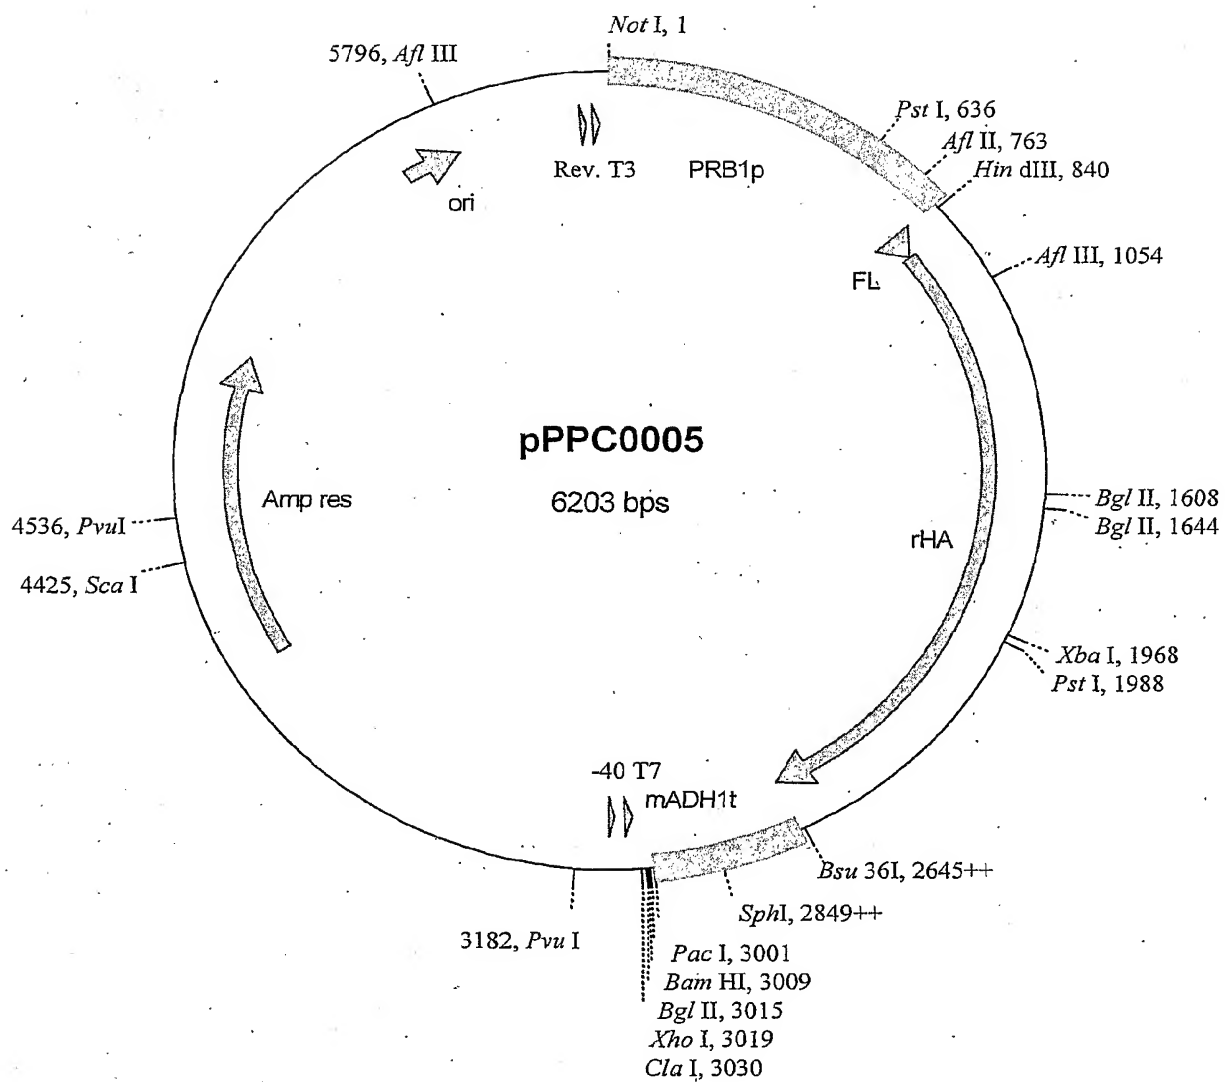 Not I, 1
5796, Afl III
Pst I, 636
Afl II, 763
Hin dIII, 840
Rev. T3
PRB1p
ori
Afl III, 1054
FL
pPPC0005
6203 bps
Amp res
Bgl II, 1608
Bgl II, 1644
4536, PvuI
rHA
4425, Sca I
Xba I, 1968
Pst I, 1988
-40 T7
mADH1t
Bsu 36I, 2645++
SphI, 2849++
3182, Pvu I
Pac I, 3001
Bam HI, 3009
Bgl II, 3015
Xho I, 3019
Cla I, 3030